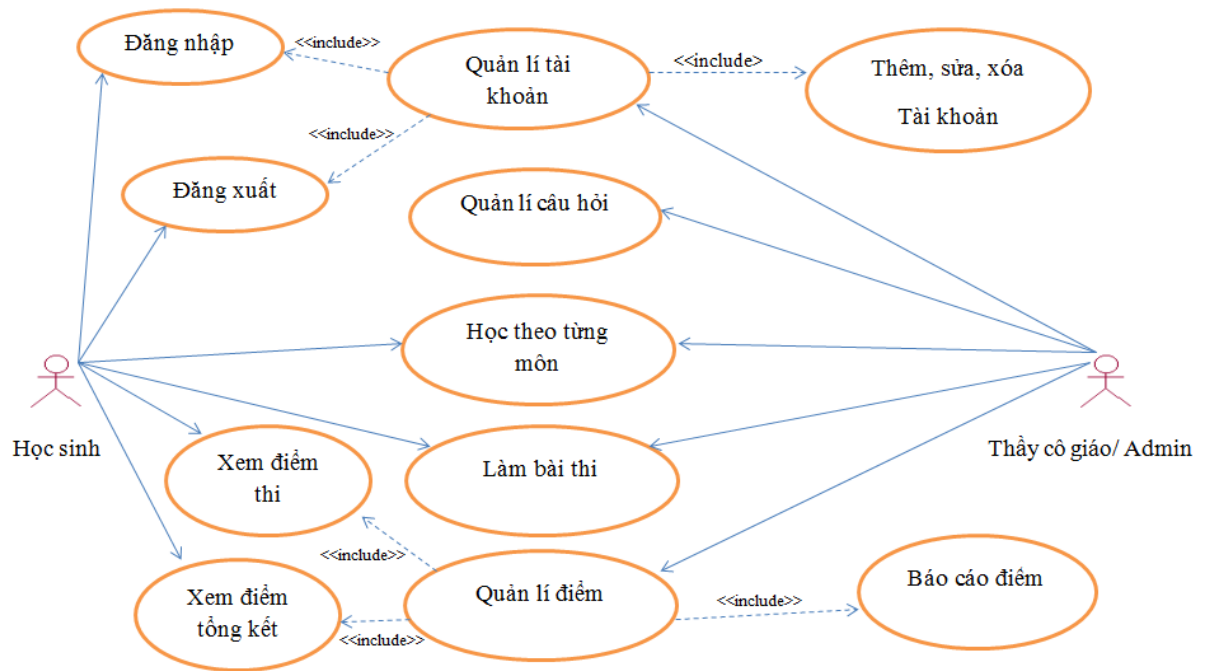 Đăng nhập
<<include>>
Quản lí tài
khoản
<<include>
Thêm, sửa, xóa
Tài khoản
<<include>>
Đăng xuất
Quản lí câu hỏi
Học theo từng
môn
Học sinh
Thầy cô giáo/ Admin
Xem điểm
thi
Làm bài thi
<<include>>
Xem điểm
tổng kết
<<include>>
Quản lí điểm
<<include>>
Báo cáo điểm